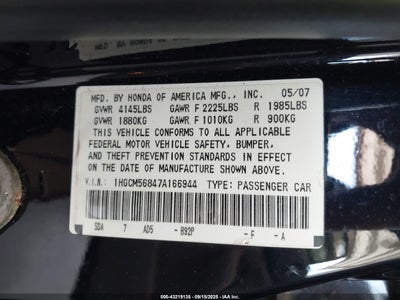 MFD. BY HONDA OF AMERICA MFG., INC. 05/07
GVWR 4145LBS GAWR F 2225LBS R 1985LBS
GVWR 1880KG GAWR F 1010KG R 900KG
THIS VEHICLE CONFORMS TO ALL APPLICABLE
FEDERAL MOTOR VEHICLE SAFETY, BUMPER,
AND THEFT PREVENTION STANDARDS IN EFFECT
ON THE DATE OF MANUFACTURE SHOWN ABOVE.
V.I.N: 1HGCM56847A166944 TYPE: PASSENGER CAR
SDA 7 AD5 - B92P - F - A
000-43219135 - 09/15/2025 - IAA Holdings, LLC